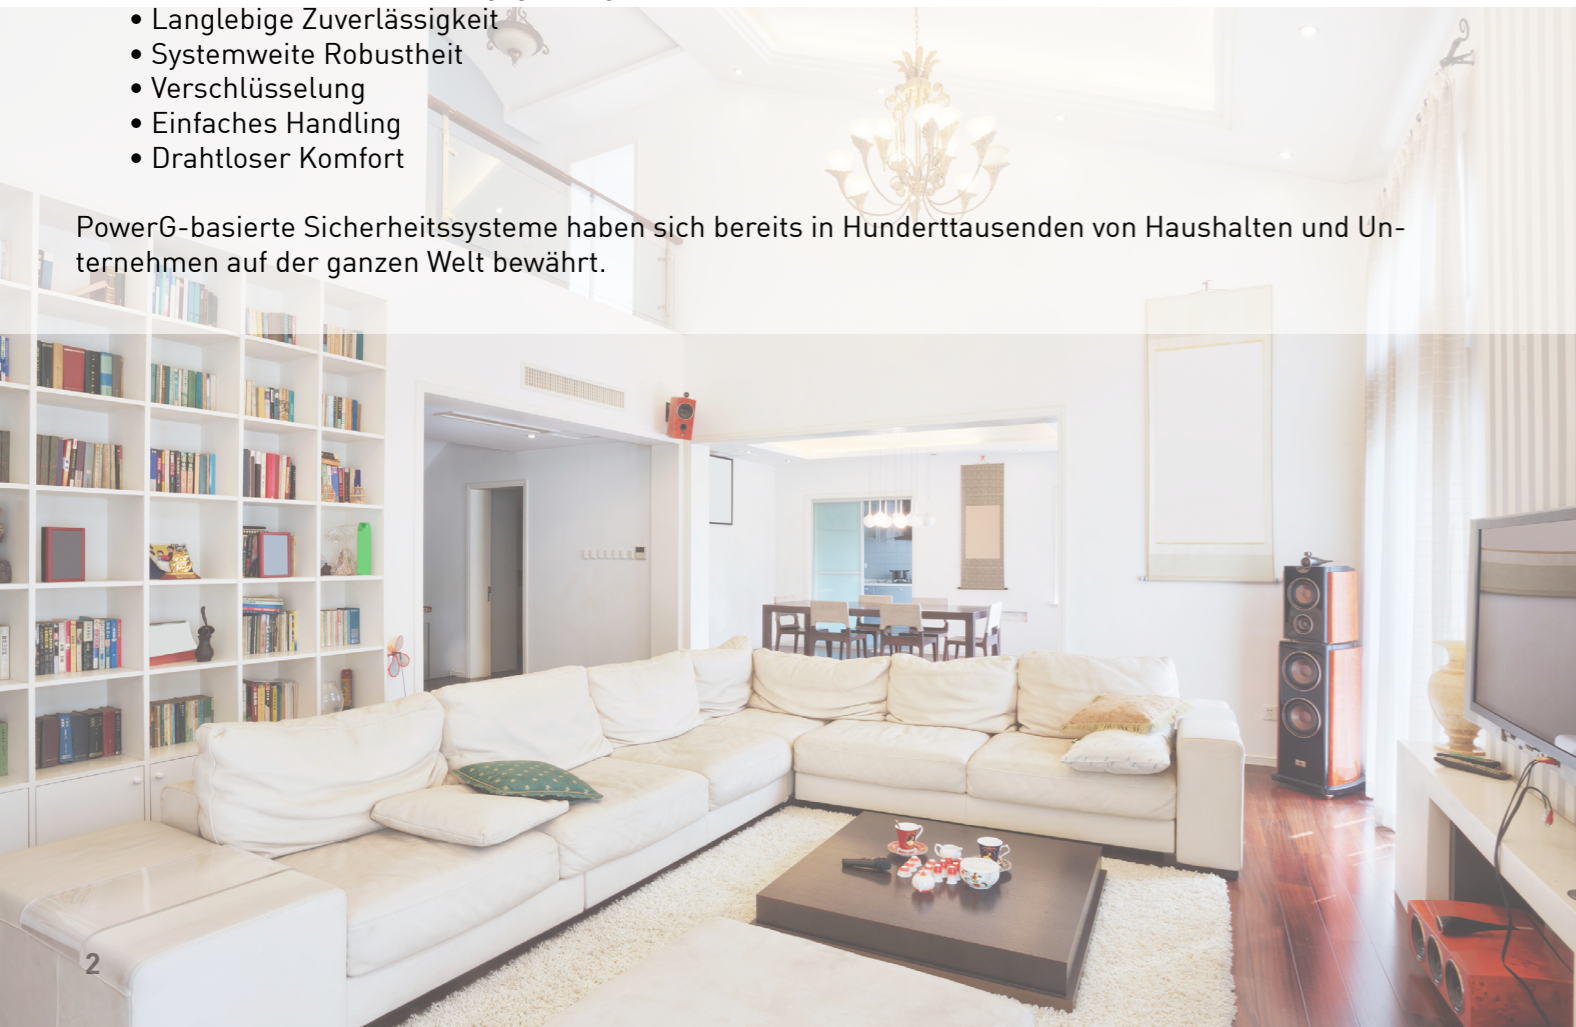 • Langlebige Zuverlässigkeit
• Systemweite Robustheit
• Verschlüsselung
• Einfaches Handling
• Drahtloser Komfort
PowerG-basierte Sicherheitssysteme haben sich bereits in Hunderttausenden von Haushalten und Un-
ternehmen auf der ganzen Welt bewährt.
2